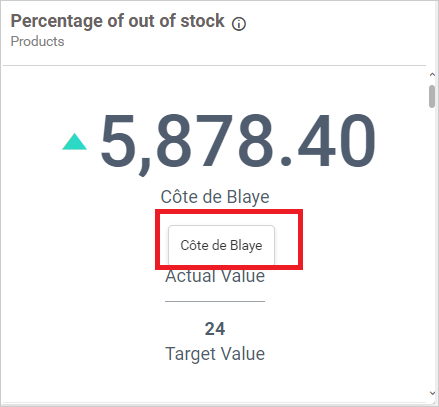 Percentage of out of stock
Products
5,878.40
Côte de Blaye
Côte de Blaye
Actual Value
24
Target Value